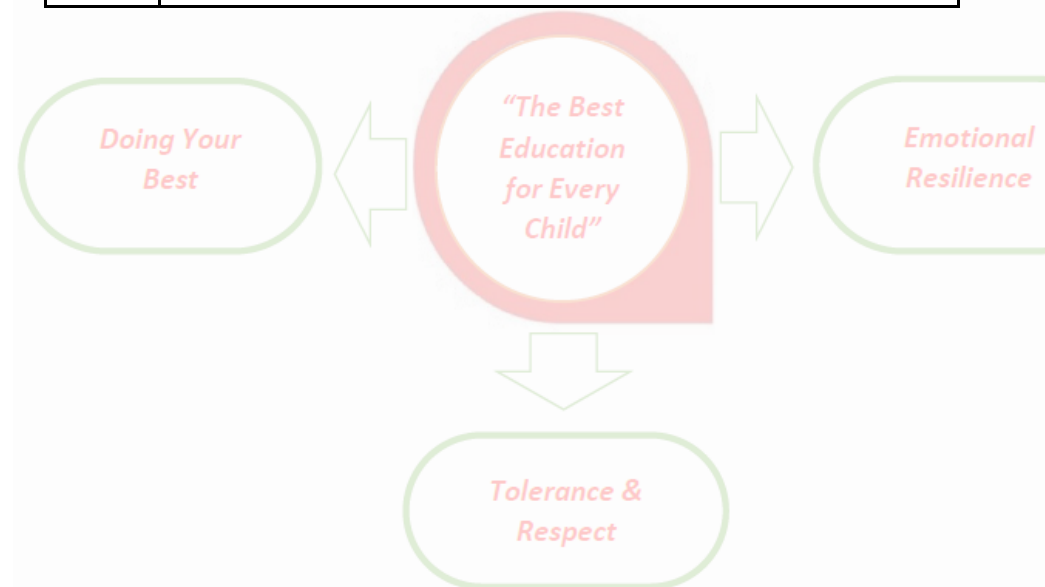 “The Best
Education
for Every
Child”
Doing Your
Best
Emotional
Resilience
Tolerance &
Respect